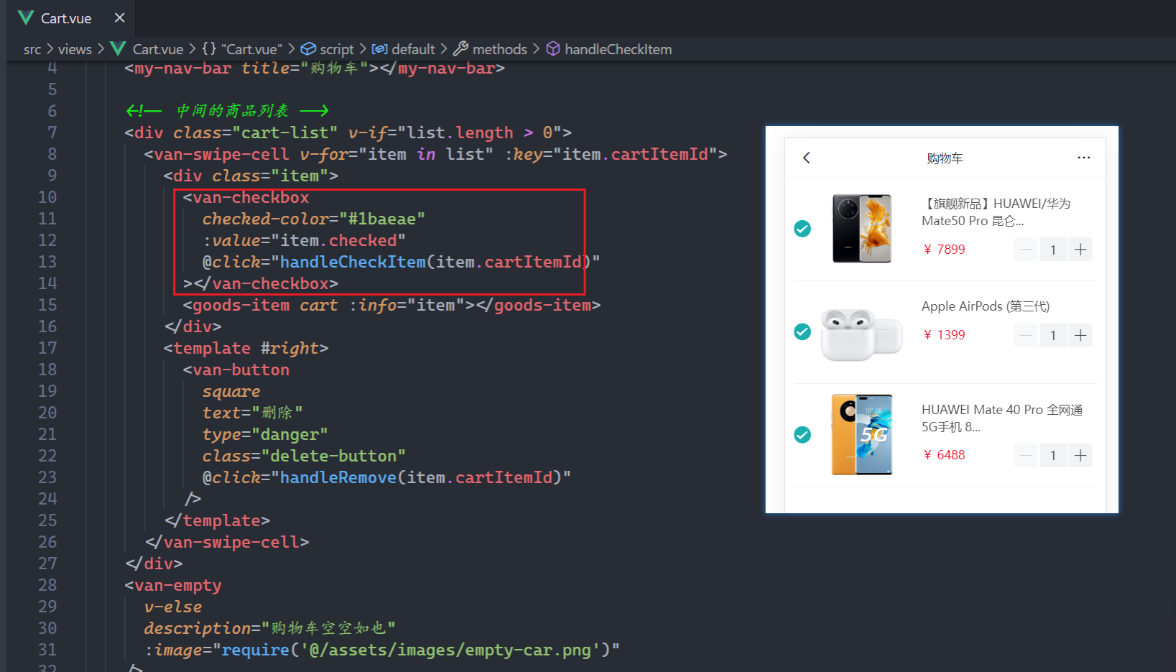 Cart.vue ×
src > views > Cart.vue > {} "Cart.vue" > script > default > methods > handleCheckItem
4 <my-nav-bar title="购物车"></my-nav-bar>
5
6 <!-- 中间的商品列表 -->
7 <div class="cart-list" v-if="list.length > 0">
8 <van-swipe-cell v-for="item in list" :key="item.cartItemId">
9 <div class="item">
10 <van-checkbox
11 checked-color="#1baeae"
12 :value="item.checked"
13 @click="handleCheckItem(item.cartItemId)"
14 ></van-checkbox>
15 <goods-item cart :info="item"></goods-item>
16 </div>
17 <template #right>
18 <van-button
19 square
20 text="删除"
21 type="danger"
22 class="delete-button"
23 @click="handleRemove(item.cartItemId)"
24 />
25 </template>
26 </van-swipe-cell>
27 </div>
28 <van-empty
29 v-else
30 description="购物车空空如也"
31 :image="require('@/assets/images/empty-car.png')"
32 />
购物车 ...
【旗舰新品】HUAWEI/华为
Mate50 Pro 昆仑...
¥ 7899 — 1 +
Apple AirPods (第三代)
¥ 1399 — 1 +
HUAWEI Mate 40 Pro 全网通
5G手机 8...
¥ 6488 — 1 +
5G